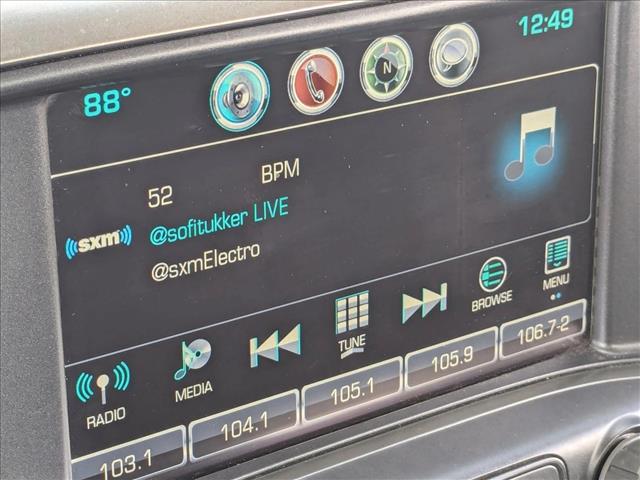 88° 12:49
N
52 BPM
sxm @sofitukker LIVE
@sxmElectro
RADIO MEDIA TUNE BROWSE MENU
103.1 104.1 105.1 105.9 106.7-2